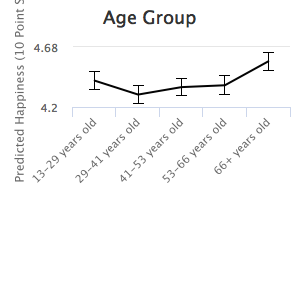 Age Group
Predicted Happiness (10 Point S
4.68
4.2
13–29 years old
29–41 years old
41–53 years old
53–66 years old
66+ years old